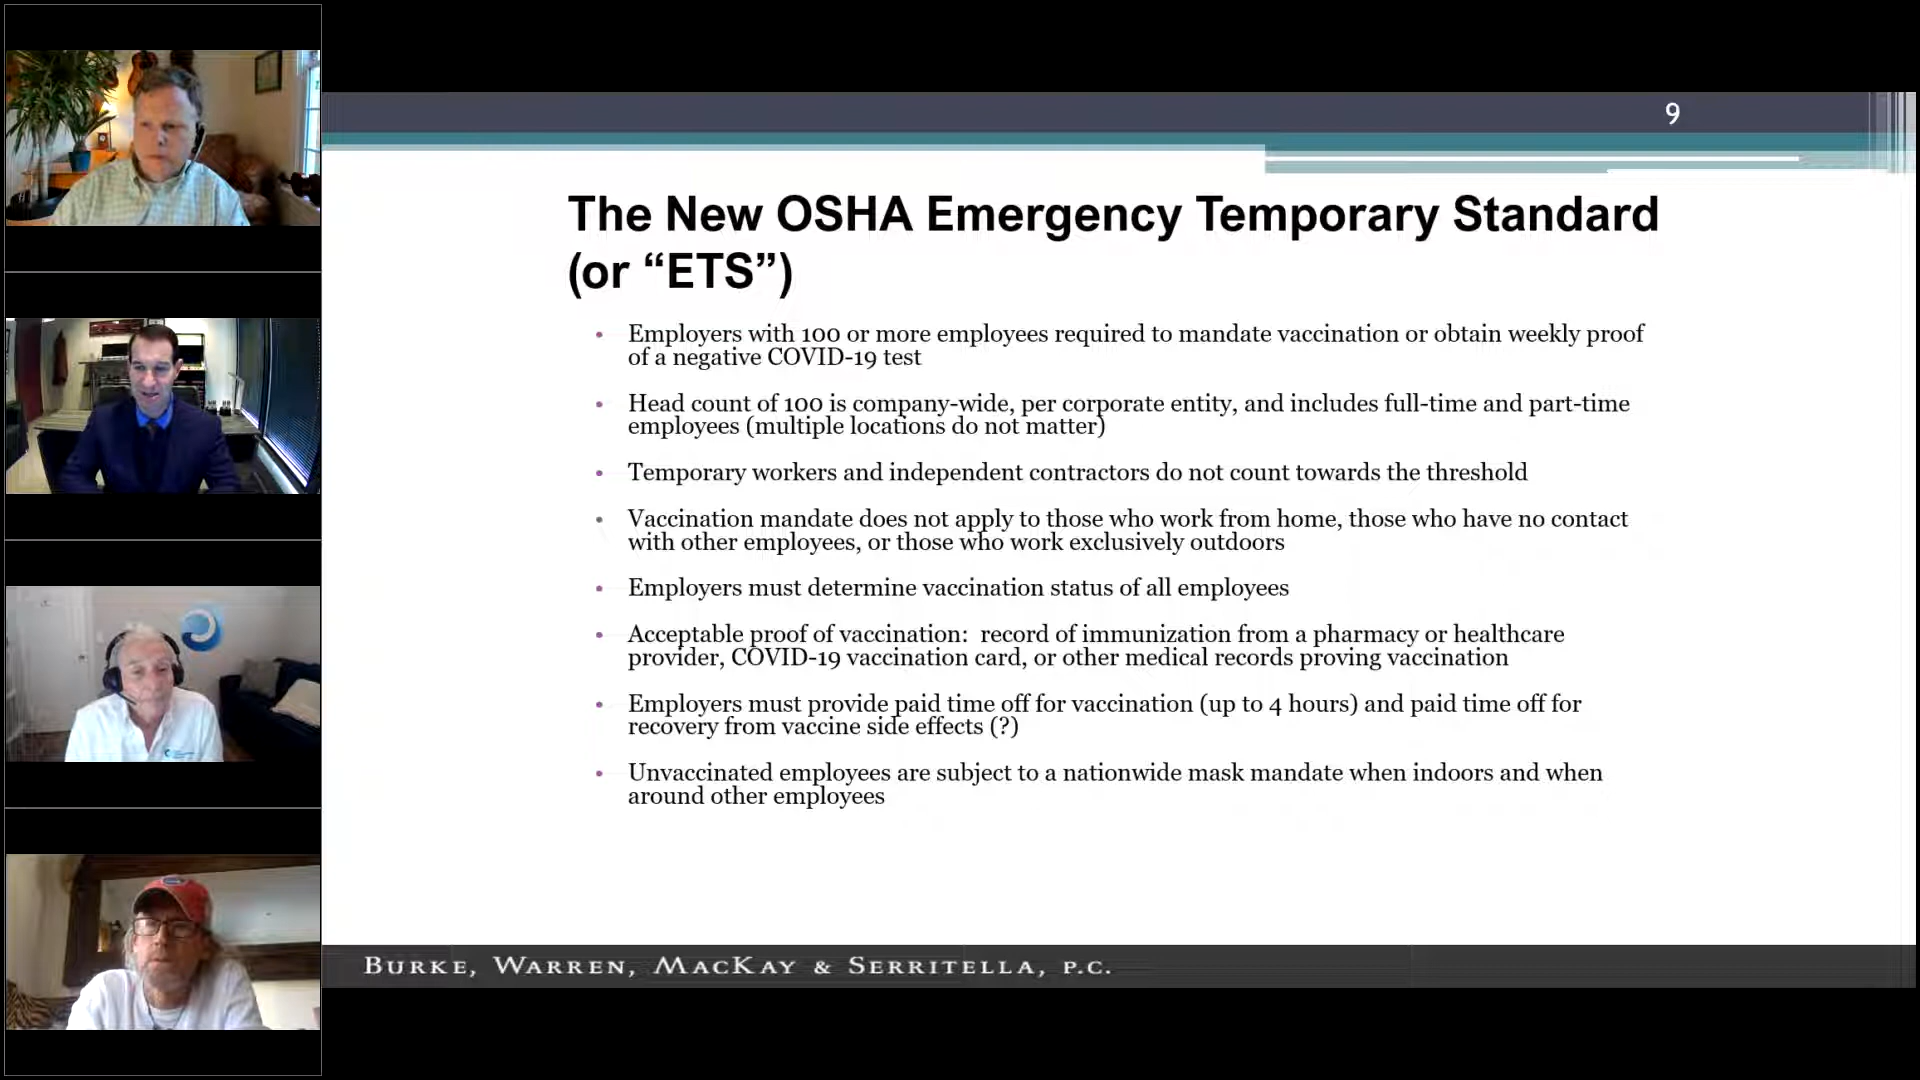 9
The New OSHA Emergency Temporary Standard
(or “ETS”)
• Employers with 100 or more employees required to mandate vaccination or obtain weekly proof
of a negative COVID-19 test
• Head count of 100 is company-wide, per corporate entity, and includes full-time and part-time
employees (multiple locations do not matter)
• Temporary workers and independent contractors do not count towards the threshold
• Vaccination mandate does not apply to those who work from home, those who have no contact
with other employees, or those who work exclusively outdoors
• Employers must determine vaccination status of all employees
• Acceptable proof of vaccination:  record of immunization from a pharmacy or healthcare
provider, COVID-19 vaccination card, or other medical records proving vaccination
• Employers must provide paid time off for vaccination (up to 4 hours) and paid time off for
recovery from vaccine side effects (?)
• Unvaccinated employees are subject to a nationwide mask mandate when indoors and when
around other employees
BURKE, WARREN, MACKAY & SERRITELLA, P.C.